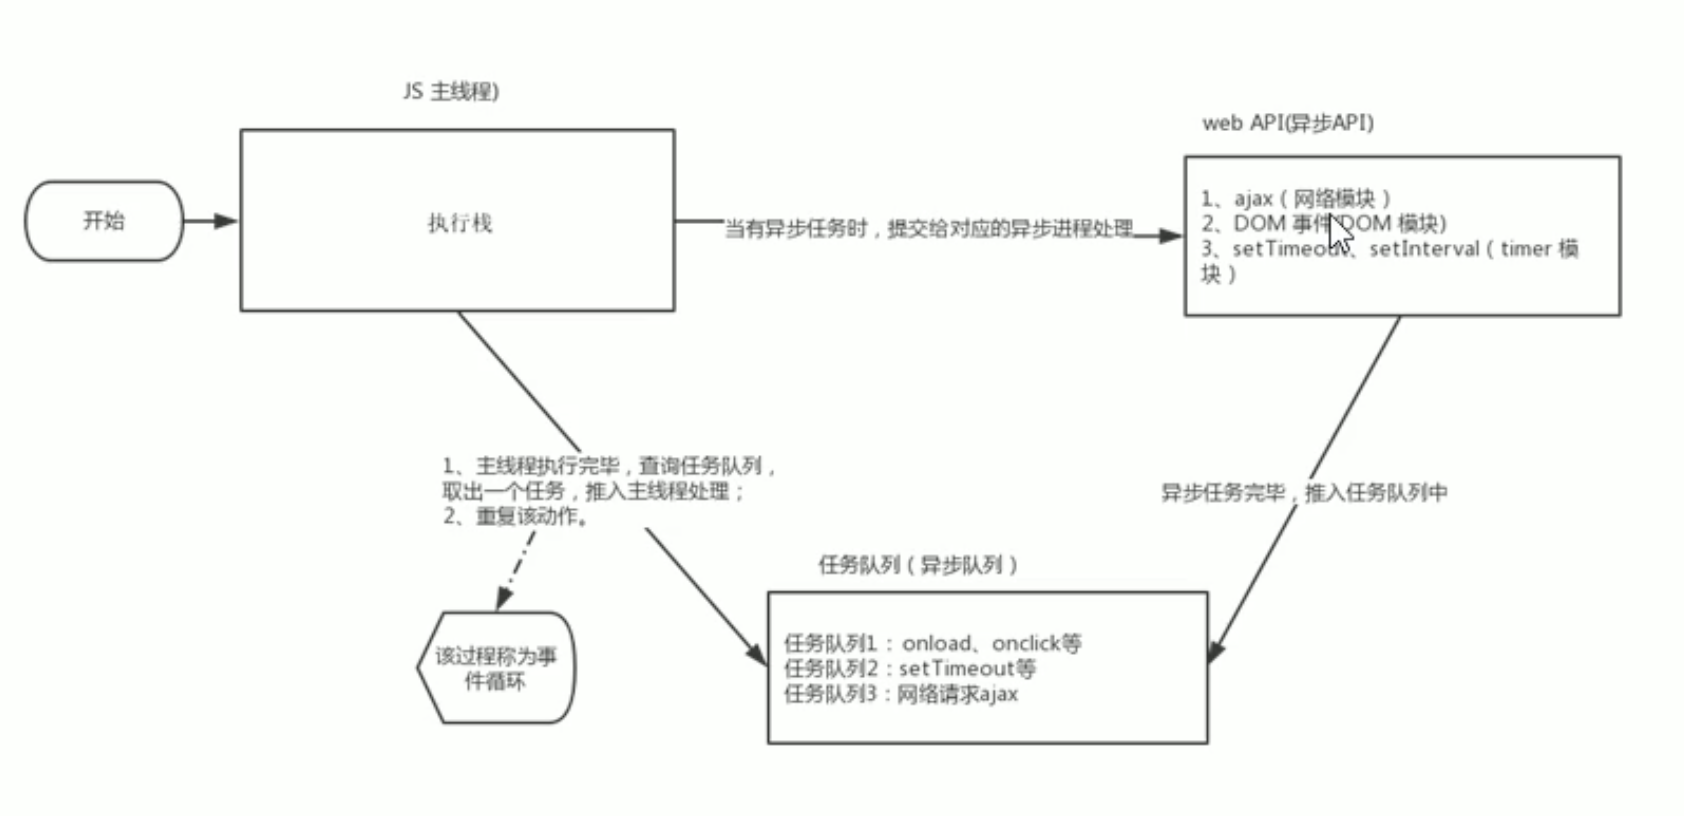 JS 主线程)
web API(异步API)
开始
执行栈
当有异步任务时，提交给对应的异步进程处理
1、ajax（网络模块）
2、DOM 事件(DOM 模块)
3、setTimeout、setInterval（timer 模
块）
1、主线程执行完毕，查询任务队列，
取出一个任务，推入主线程处理；
2、重复该动作。
异步任务完毕，推入任务队列中
任务队列（异步队列）
任务队列1：onload、onclick等
任务队列2：setTimeout等
任务队列3：网络请求ajax
该过程称为事
件循环